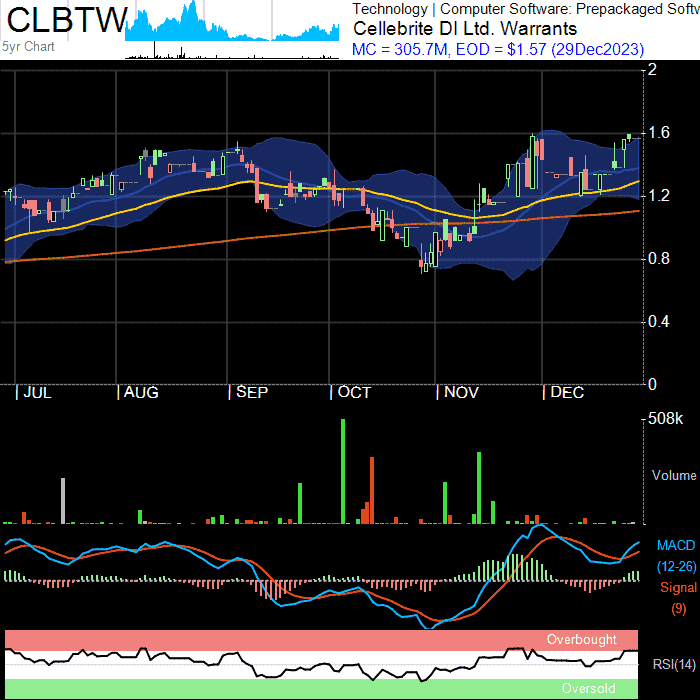 CLBTW
5yr Chart
Technology | Computer Software: Prepackaged Softw
Cellebrite DI Ltd. Warrants
MC = 305.7M, EOD = $1.57 (29Dec2023)
2
1.6
1.2
0.8
0.4
0
| JUL | AUG | SEP | OCT | NOV | DEC
508k
Volume
MACD
(12-26)
Signal
(9)
Overbought
RSI(14)
Oversold